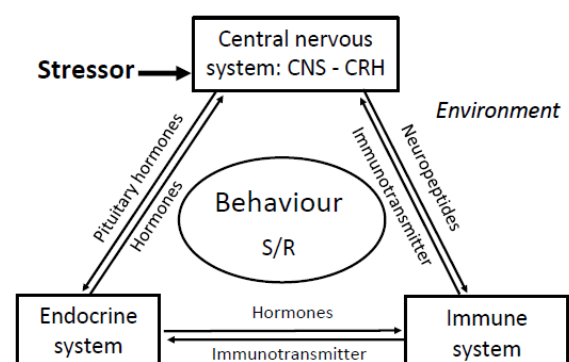 Central nervous
system: CNS - CRH
Stressor
Environment
Pituitary hormones
Hormones
Immunotransmitter
Neuropeptides
Behaviour
S/R
Endocrine
system
Hormones
Immunotransmitter
Immune
system